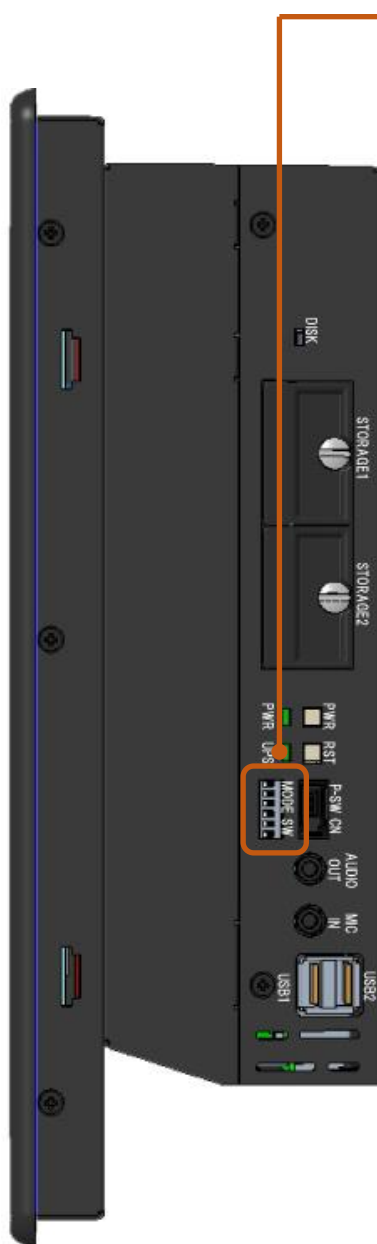 DISK
STORAGE1
STORAGE2
PWR
PWR
UPS
RST
MODE SW
P-SW CN
AUDIO
OUT
MIC
IN
USB1
USB2